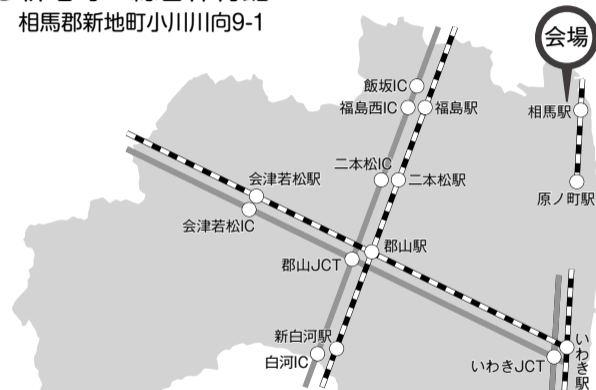 相馬郡新地町小川川向9-1
会場
飯坂IC
福島西IC
福島駅
相馬駅
二本松IC
二本松駅
会津若松駅
原ノ町駅
会津若松IC
郡山駅
郡山JCT
新白河駅
白河IC
いわきJCT
いわき駅